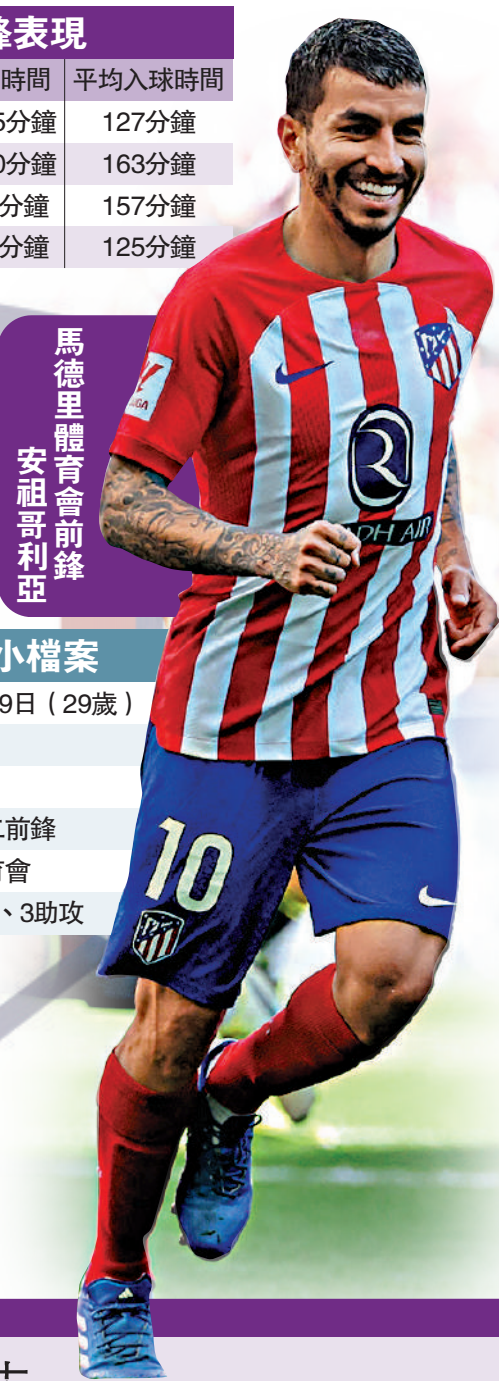 鋒表現
時間 平均入球時間
5分鐘 127分鐘
0分鐘 163分鐘
分鐘 157分鐘
分鐘 125分鐘
馬德里體育會前鋒
安祖哥利亞
DH AIR
小檔案
9日（29歲）
前鋒
育會
、3助攻
10